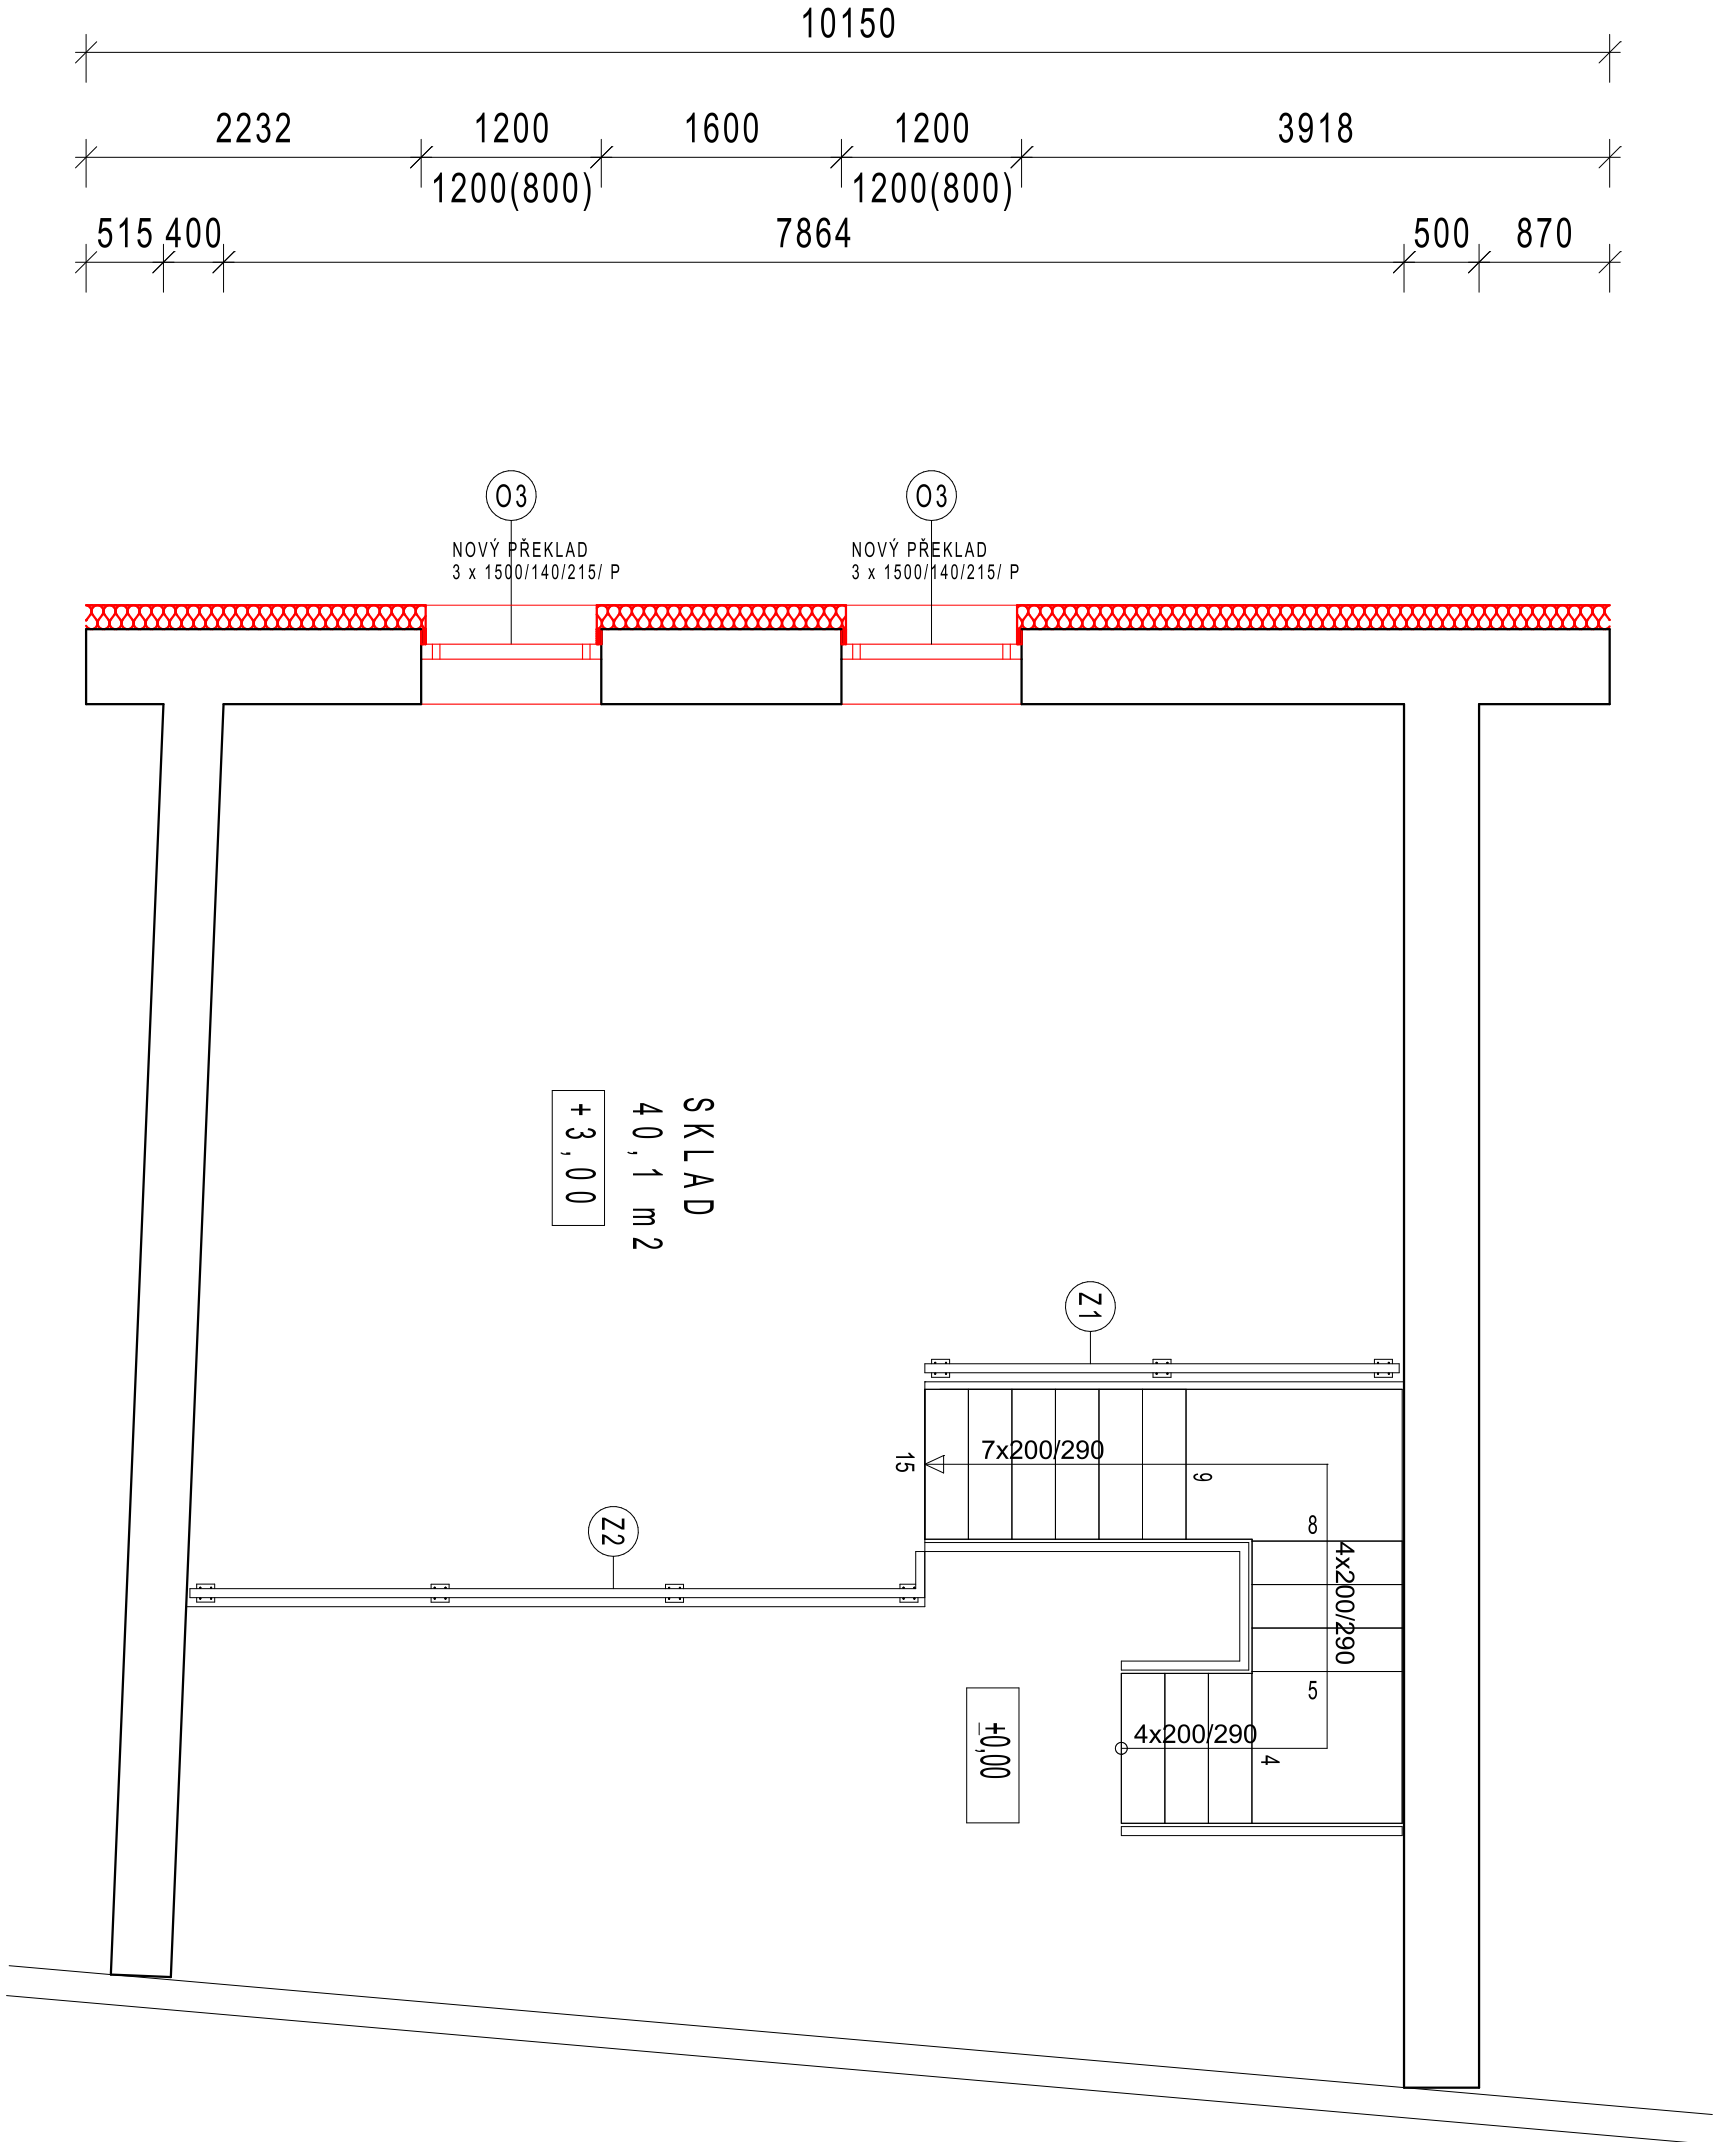 10150
2232 1200 1600 1200 3918
1200(800) 1200(800)
515 400 7864 500 870
O3 O3
NOVÝ PŘEKLAD
3 x 1500/140/215/ P
NOVÝ PŘEKLAD
3 x 1500/140/215/ P
SKLAD
40,1 m2
+3,00
Z1
7x200/290
15
9
8
4x200/290
Z2
5
4x200/290
4
±0,00